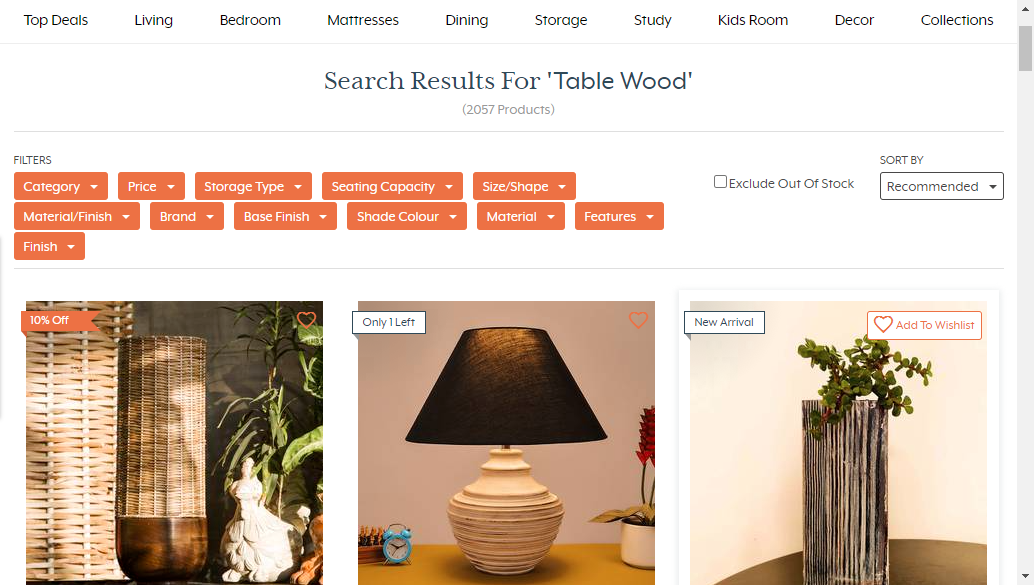 Top Deals Living Bedroom Mattresses Dining Storage Study Kids Room Decor Collections
Search Results For 'Table Wood'
(2057 Products)
FILTERS
SORT BY
Category Price Storage Type Seating Capacity Size/Shape
Exclude Out Of Stock
Recommended
Material/Finish Brand Base Finish Shade Colour Material Features
Finish
10% Off
Only 1 Left
New Arrival
Add To Wishlist